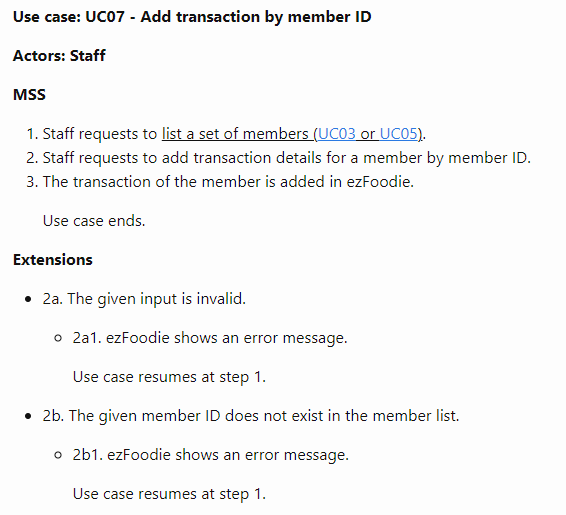 Use case: UC07 - Add transaction by member ID
Actors: Staff
MSS
1. Staff requests to list a set of members (UC03 or UC05).
2. Staff requests to add transaction details for a member by member ID.
3. The transaction of the member is added in ezFoodie.
Use case ends.
Extensions
• 2a. The given input is invalid.
◦ 2a1. ezFoodie shows an error message.
Use case resumes at step 1.
• 2b. The given member ID does not exist in the member list.
◦ 2b1. ezFoodie shows an error message.
Use case resumes at step 1.